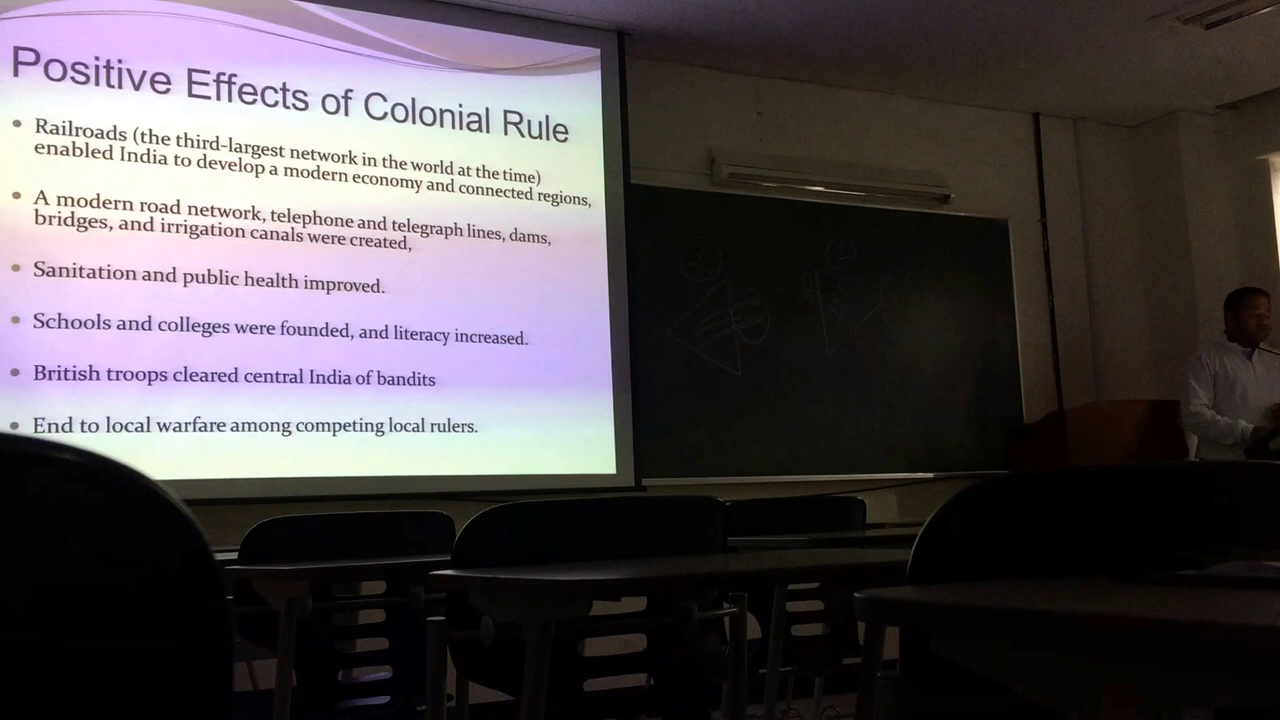 Positive Effects of Colonial Rule
• Railroads (the third-largest network in the world at the time)
enabled India to develop a modern economy and connected regions,
• A modern road network, telephone and telegraph lines, dams,
bridges, and irrigation canals were created,
• Sanitation and public health improved.
• Schools and colleges were founded, and literacy increased.
• British troops cleared central India of bandits
• End to local warfare among competing local rulers.